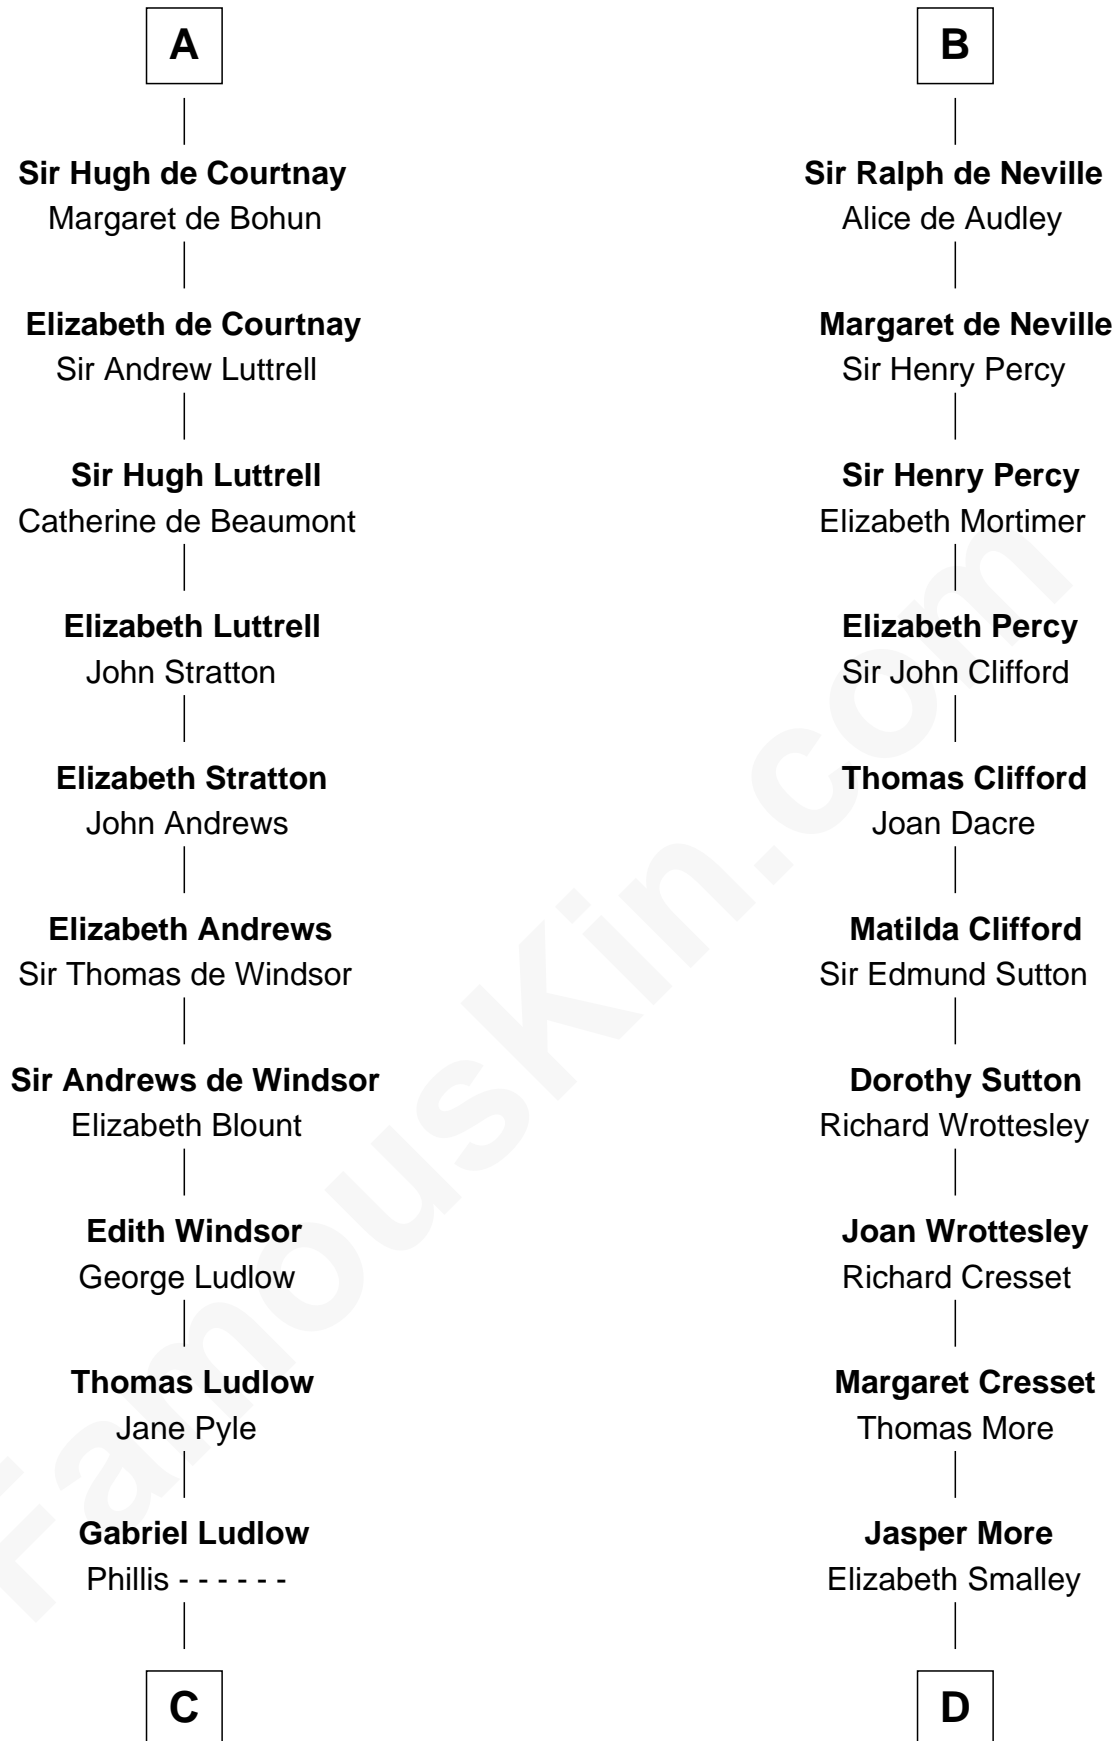 A
Sir Hugh de Courtnay
Margaret de Bohun
Elizabeth de Courtnay
Sir Andrew Luttrell
Sir Hugh Luttrell
Catherine de Beaumont
Elizabeth Luttrell
John Stratton
Elizabeth Stratton
John Andrews
Elizabeth Andrews
Sir Thomas de Windsor
Sir Andrews de Windsor
Elizabeth Blount
Edith Windsor
George Ludlow
Thomas Ludlow
Jane Pyle
Gabriel Ludlow
Phillis - - - - - -
C
B
Sir Ralph de Neville
Alice de Audley
Margaret de Neville
Sir Henry Percy
Sir Henry Percy
Elizabeth Mortimer
Elizabeth Percy
Sir John Clifford
Thomas Clifford
Joan Dacre
Matilda Clifford
Sir Edmund Sutton
Dorothy Sutton
Richard Wrottesley
Joan Wrottesley
Richard Cresset
Margaret Cresset
Thomas More
Jasper More
Elizabeth Smalley
D
FamousKin.com